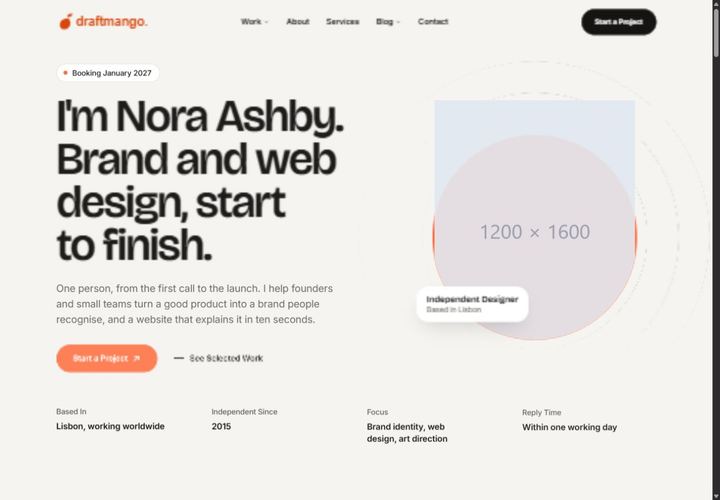 draftmango.
Work
About
Services
Blog
Contact
Start a Project
Booking January 2027
I'm Nora Ashby.
Brand and web
design, start
to finish.
One person, from the first call to the launch. I help founders
and small teams turn a good product into a brand people
recognise, and a website that explains it in ten seconds.
Start a Project
See Selected Work
1200 × 1600
Independent Designer
Based in Lisbon
Based In
Lisbon, working worldwide
Independent Since
2015
Focus
Brand identity, web
design, art direction
Reply Time
Within one working day